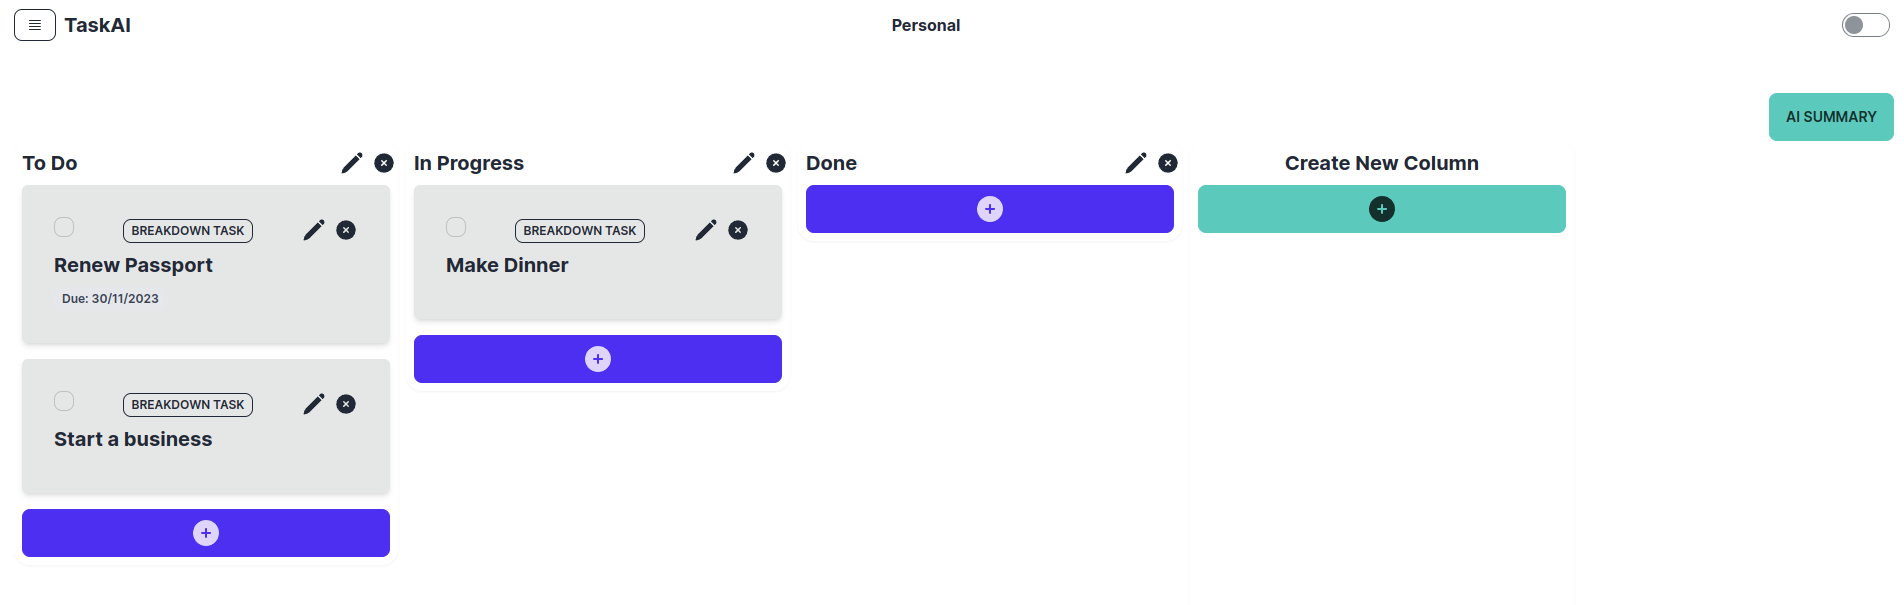 TaskAI
Personal
AI SUMMARY
To Do
BREAKDOWN TASK
Renew Passport
Due: 30/11/2023
BREAKDOWN TASK
Start a business
In Progress
BREAKDOWN TASK
Make Dinner
Done
Create New Column